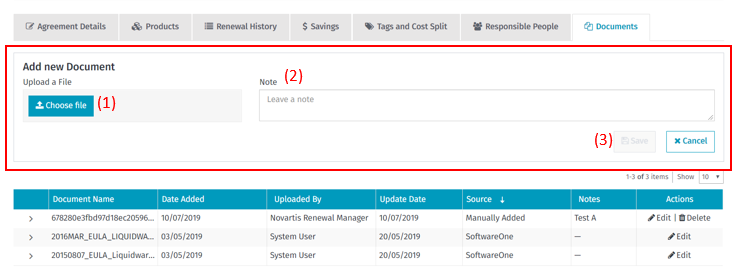 Agreement Details Products Renewal History $ Savings Tags and Cost Split Responsible People Documents
Add new Document
Upload a File Note (2)
Choose file (1) Leave a note
(3) Save × Cancel
1-3 of 3 items Show 10
Document Name Date Added Uploaded By Update Date Source ↓ Notes Actions
678280e3fbd97d18ec20596... 10/07/2019 Novartis Renewal Manager 10/07/2019 Manually Added Test A Edit | Delete
2016MAR_EULA_LIQUIDWA... 03/05/2019 System User 20/05/2019 SoftwareOne — Edit
20150807_EULA_Liquidwar... 03/05/2019 System User 20/05/2019 SoftwareOne — Edit